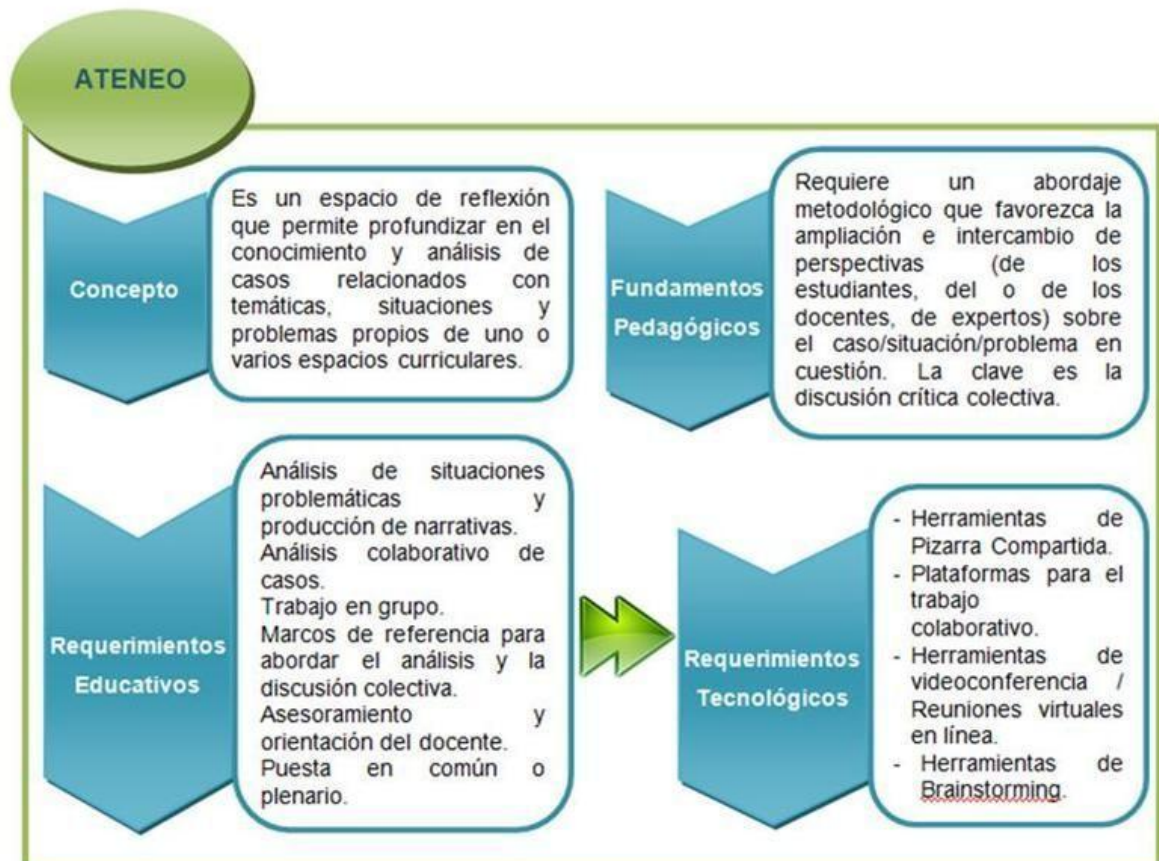 ATENEO
Concepto
Es un espacio de reflexión
que permite profundizar en el
conocimiento y análisis de
casos relacionados con
temáticas, situaciones y
problemas propios de uno o
varios espacios curriculares.
Fundamentos
Pedagógicos
Requiere un abordaje
metodológico que favorezca la
ampliación e intercambio de
perspectivas (de los
estudiantes, del o de los
docentes, de expertos) sobre
el caso/situación/problema en
cuestión. La clave es la
discusión crítica colectiva.
Requerimientos
Educativos
Análisis de situaciones
problemáticas y
producción de narrativas.
Análisis colaborativo de
casos.
Trabajo en grupo.
Marcos de referencia para
abordar el análisis y la
discusión colectiva.
Asesoramiento y
orientación del docente.
Puesta en común o
plenario.
Requerimientos
Tecnológicos
- Herramientas de
Pizarra Compartida.
- Plataformas para el
trabajo
colaborativo.
- Herramientas de
videoconferencia /
Reuniones virtuales
en línea.
- Herramientas de
Brainstorming.